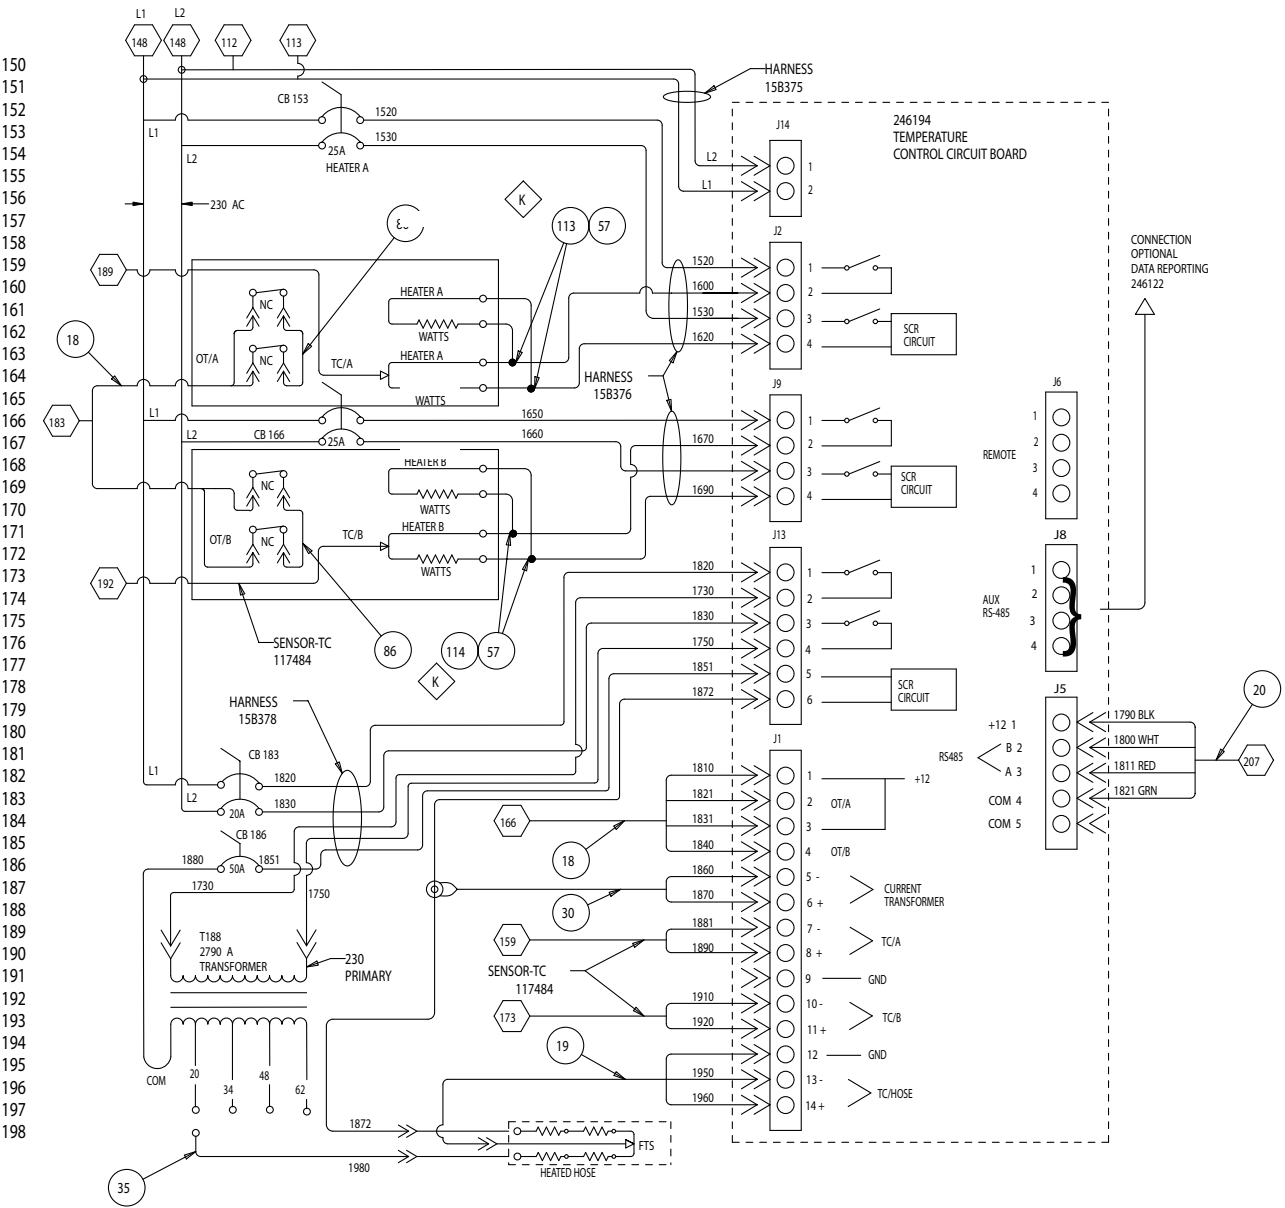 L1 L2
148 148 112 113
150
151
152
153
154
155
156
157
158
159
160
161
162
163
164
165
166
167
168
169
170
171
172
173
174
175
176
177
178
179
180
181
182
183
184
185
186
187
188
189
190
191
192
193
194
195
196
197
198
HARNESS
15B375
CB 153
1520
1530
L1
L2
25A
HEATER A
230 AC
K
113 57
189
HEATER A
WATTS
HEATER A
WATTS
NC
NC
OT/A
TC/A
18
183
HARNESS
15B376
L1
1650
L2 CB 166 25A
1660
HEATER B
WATTS
HEATER B
WATTS
NC
NC
OT/B
TC/B
192
SENSOR-TC
117484
86
114 57
K
HARNESS
15B378
CB 183
L1
1820
L2
20A
1830
CB 186
1880
50A
1851
1730
1750
T188
2790 A
TRANSFORMER
230
PRIMARY
COM
20
34
48
62
35
1872
1980
FTS
HEATED HOSE
246194
TEMPERATURE
CONTROL CIRCUIT BOARD
J14
L2 1
L1 2
J2
1520 1
1600 2
1530 3
1620 4
SCR
CIRCUIT
J9
1650 1
1670 2
3
1690 4
SCR
CIRCUIT
J13
1820 1
1730 2
1830 3
1750 4
1851 5
1872 6
SCR
CIRCUIT
J1
1810 1
1821 2
1831 3
1840 4
1860 5 -
1870 6 +
1881 7 -
1890 8 +
9
1910 10 -
1920 11 +
12
1950 13 -
1960 14 +
+12
OT/A
OT/B
CURRENT
TRANSFORMER
TC/A
GND
TC/B
GND
TC/HOSE
166
18
30
159
SENSOR-TC
117484
173
19
CONNECTION
OPTIONAL
DATA REPORTING
246122
J6
REMOTE
1
2
3
4
J8
AUX
RS-485
1
2
3
4
J5
RS485
+12 1
B 2
A 3
COM 4
COM 5
1790 BLK
1800 WHT
1811 RED
1821 GRN
20
207